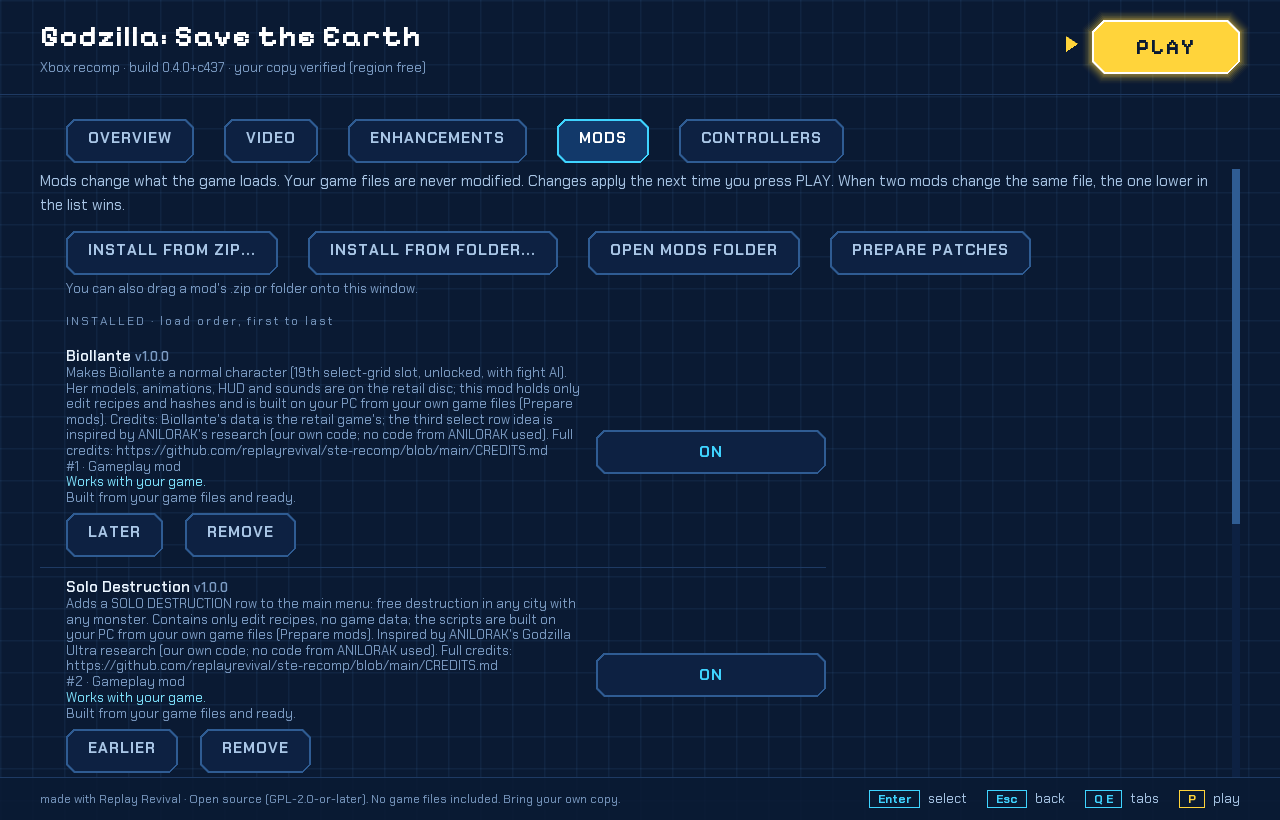 Godzilla: Save the Earth
Xbox recomp · build 0.4.0+c437 · your copy verified (region free)
PLAY
OVERVIEW
VIDEO
ENHANCEMENTS
MODS
CONTROLLERS
Mods change what the game loads. Your game files are never modified. Changes apply the next time you press PLAY. When two mods change the same file, the one lower in
the list wins.
INSTALL FROM ZIP...
INSTALL FROM FOLDER...
OPEN MODS FOLDER
PREPARE PATCHES
You can also drag a mod's .zip or folder onto this window.
INSTALLED · load order, first to last
Biollante v1.0.0
Makes Biollante a normal character (19th select-grid slot, unlocked, with fight AI).
Her models, animations, HUD and sounds are on the retail disc; this mod holds only
edit recipes and hashes and is built on your PC from your own game files (Prepare
mods). Credits: Biollante's data is the retail game's; the third select row idea is
inspired by ANILORAK's research (our own code; no code from ANILORAK used). Full
credits: https://github.com/replayrevival/ste-recomp/blob/main/CREDITS.md
#1 · Gameplay mod
Works with your game.
Built from your game files and ready.
ON
LATER
REMOVE
Solo Destruction v1.0.0
Adds a SOLO DESTRUCTION row to the main menu: free destruction in any city with
any monster. Contains only edit recipes, no game data; the scripts are built on
your PC from your own game files (Prepare mods). Inspired by ANILORAK's Godzilla
Ultra research (our own code; no code from ANILORAK used). Full credits:
https://github.com/replayrevival/ste-recomp/blob/main/CREDITS.md
#2 · Gameplay mod
Works with your game.
Built from your game files and ready.
ON
EARLIER
REMOVE
made with Replay Revival · Open source (GPL-2.0-or-later). No game files included. Bring your own copy.
Enter select
Esc back
Q E tabs
P play